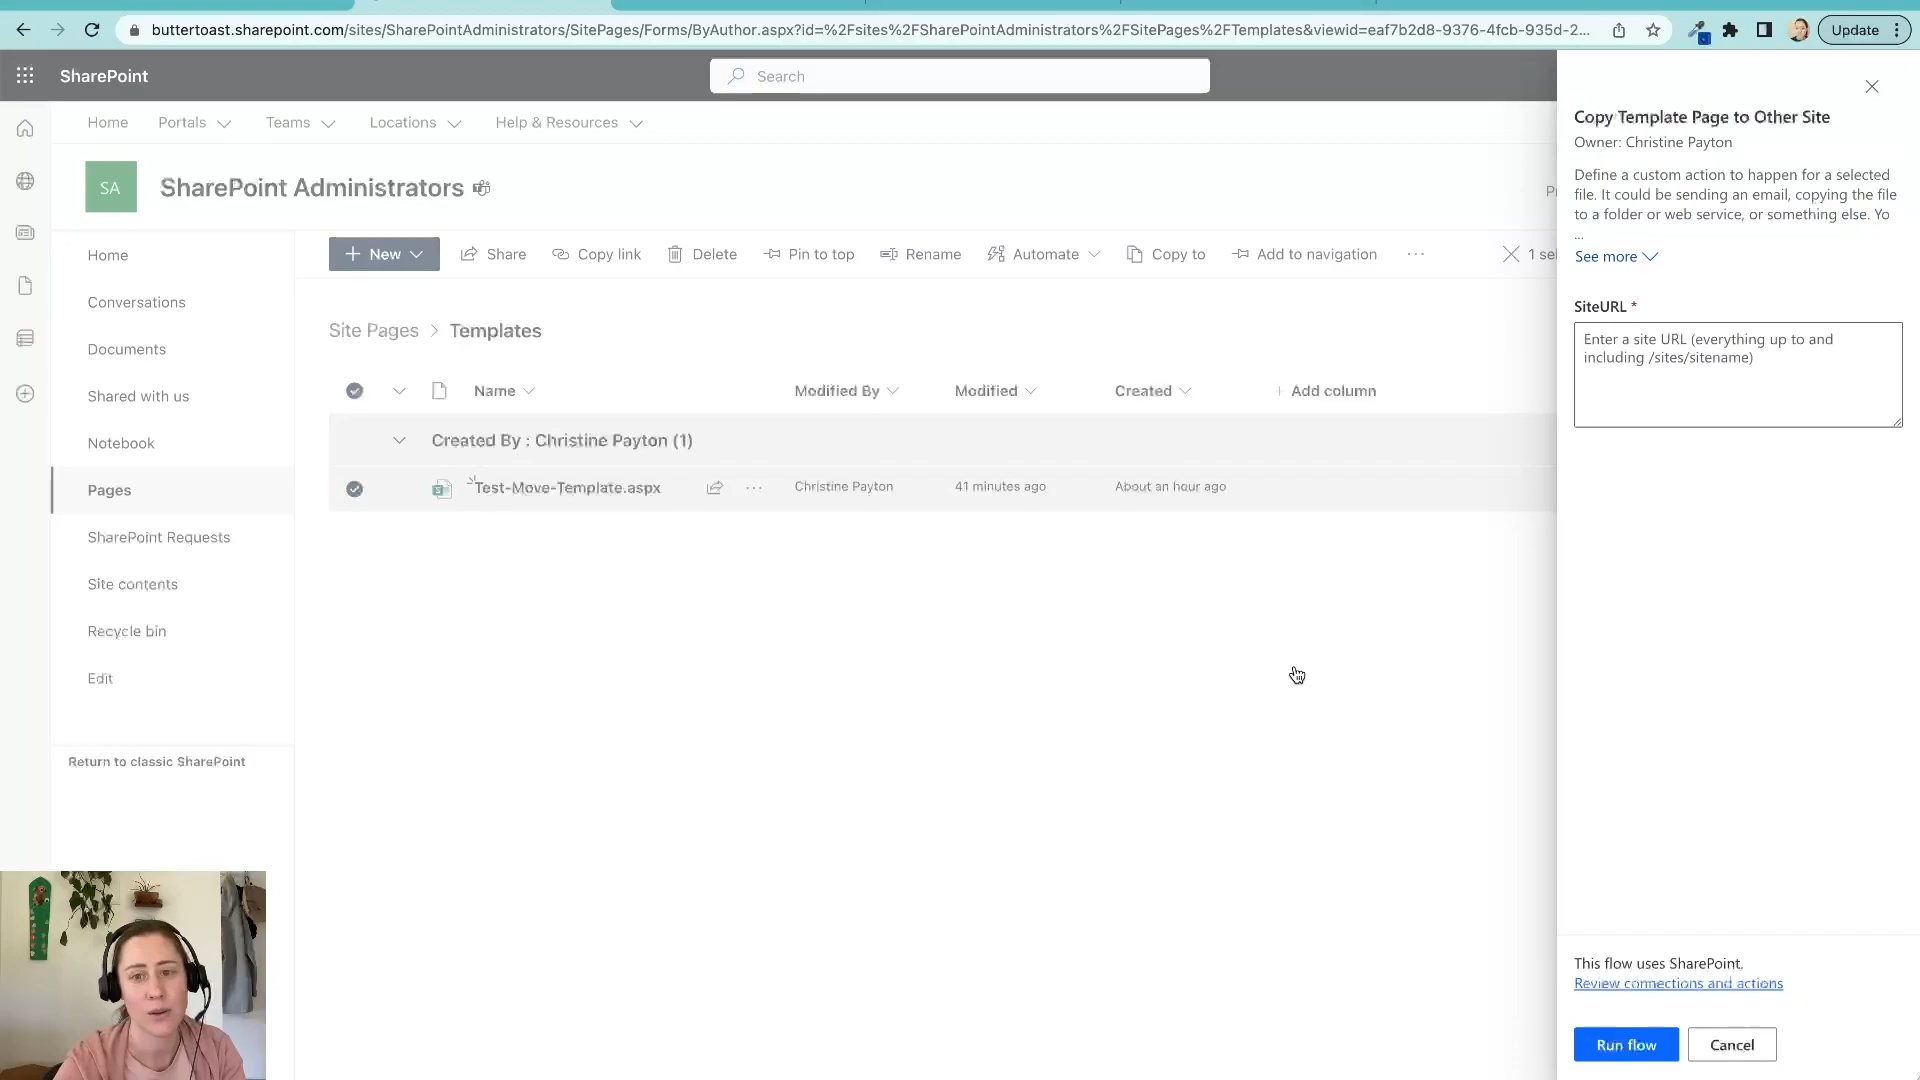 buttertoast.sharepoint.com/sites/SharePointAdministrators/SitePages/Forms/ByAuthor.aspx?id=%2Fsites%2FSharePointAdministrators%2FSitePages%2FTemplates&viewid=eaf7b2d8-9376-4fcb-935d-2...
Update
SharePoint
Search
Home
Portals
Teams
Locations
Help & Resources
SA
SharePoint Administrators
Home
Conversations
Documents
Shared with us
Notebook
Pages
SharePoint Requests
Site contents
Recycle bin
Edit
Return to classic SharePoint
New
Share
Copy link
Delete
Pin to top
Rename
Automate
Copy to
Add to navigation
...
1 sel
Site Pages > Templates
Name
Modified By
Modified
Created
+ Add column
Created By : Christine Payton (1)
Test-Move-Template.aspx
...
Christine Payton
41 minutes ago
About an hour ago
Copy Template Page to Other Site
Owner: Christine Payton
Define a custom action to happen for a selected
file. It could be sending an email, copying the file
to a folder or web service, or something else. Yo
...
See more
SiteURL *
Enter a site URL (everything up to and
including /sites/sitename)
This flow uses SharePoint.
Review connections and actions
Run flow
Cancel